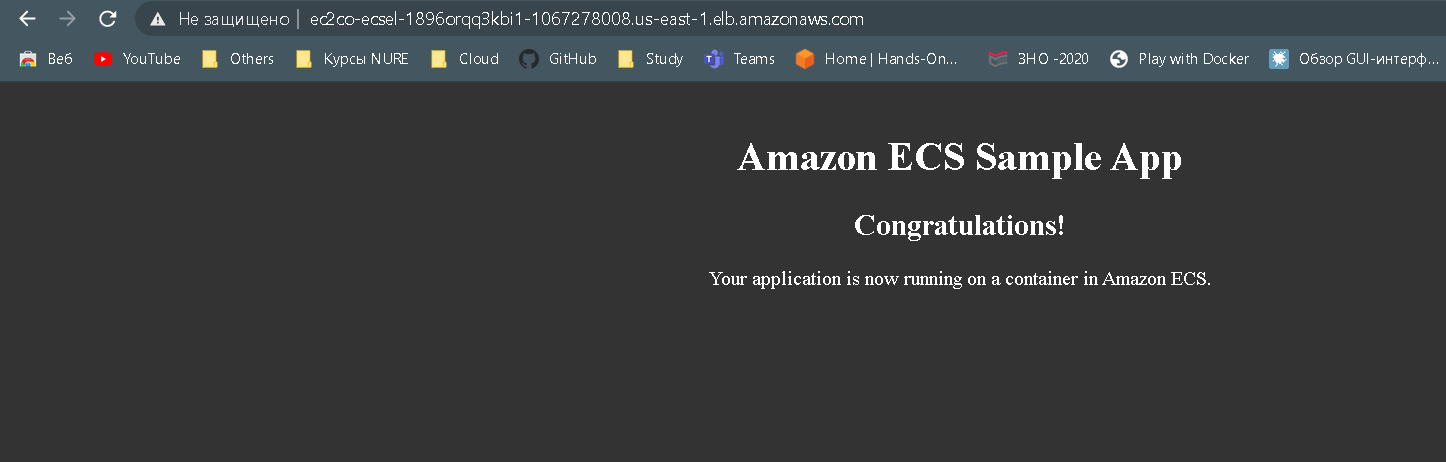 Не защищено | ec2co-ecsel-1896orqq3kbi1-1067278008.us-east-1.elb.amazonaws.com
Веб YouTube Others Курсы NURE Cloud GitHub Study Teams Home | Hands-On... ЗНО -2020 Play with Docker Обзор GUI-интерф...
Amazon ECS Sample App
Congratulations!
Your application is now running on a container in Amazon ECS.